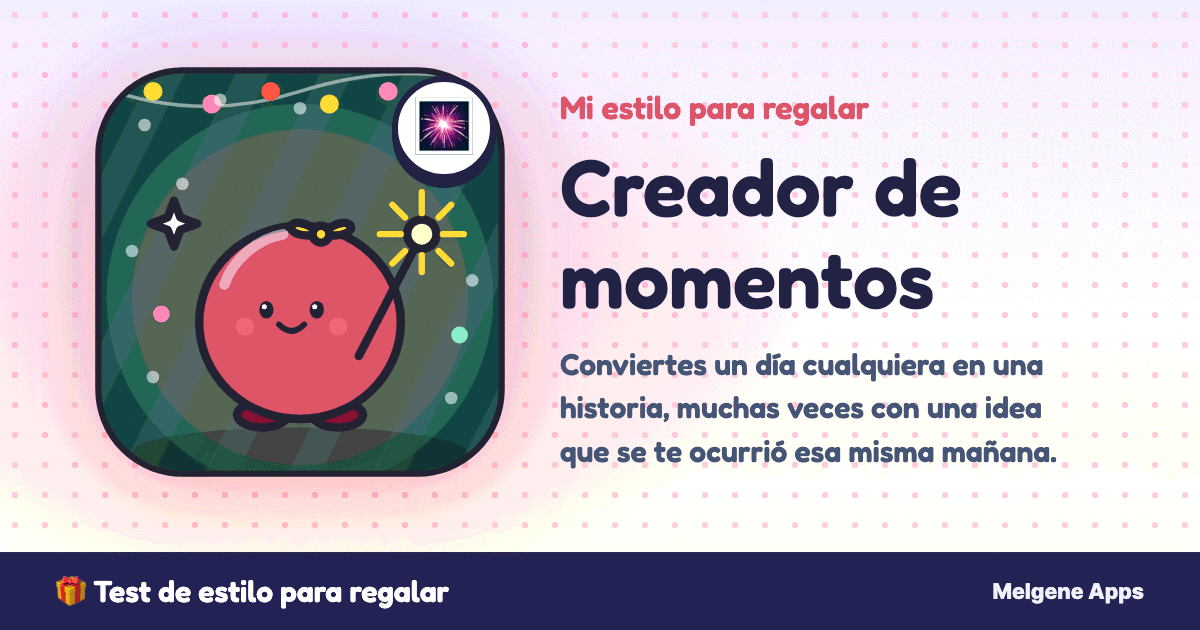 Mi estilo para regalar
Creador de
momentos
Conviertes un día cualquiera en una
historia, muchas veces con una idea
que se te ocurrió esa misma mañana.
Test de estilo para regalar
Melgene Apps